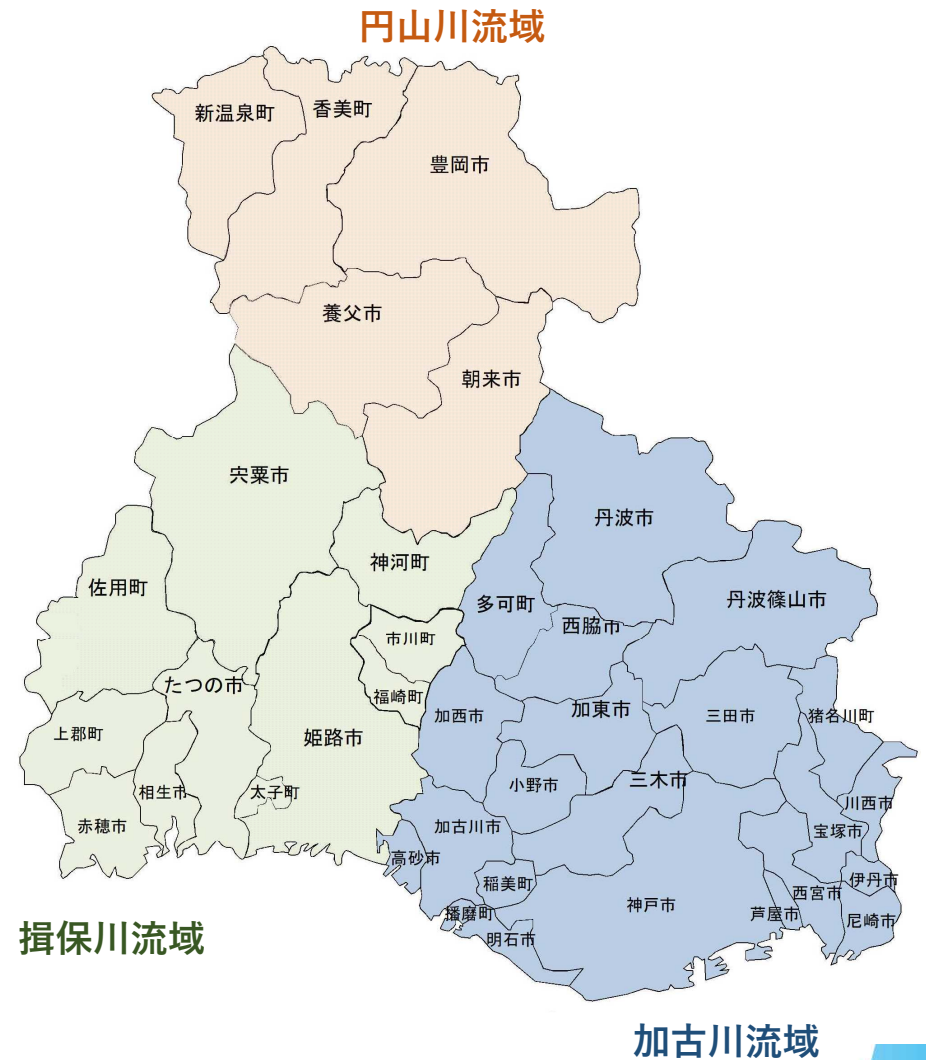 円山川流域
新温泉町
香美町
豊岡市
養父市
朝来市
宍粟市
丹波市
神河町
佐用町
多可町
丹波篠山市
西脇市
市川町
たつの市
福崎町
加西市
加東市
三田市
猪名川町
上郡町
姫路市
小野市
三木市
相生市
太子町
川西市
赤穂市
加古川市
宝塚市
高砂市
稲美町
伊丹市
西宮市
神戸市
播磨町
芦屋市
尼崎市
明石市
揖保川流域
加古川流域